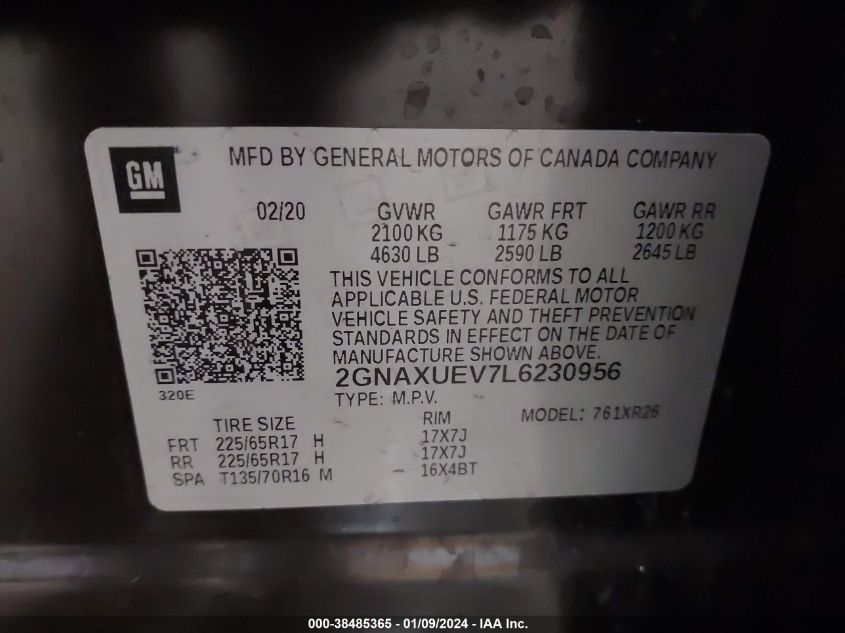 GM
MFD BY GENERAL MOTORS OF CANADA COMPANY
02/20 GVWR GAWR FRT GAWR RR
2100 KG 1175 KG 1200 KG
4630 LB 2590 LB 2645 LB
THIS VEHICLE CONFORMS TO ALL
APPLICABLE U.S. FEDERAL MOTOR
VEHICLE SAFETY AND THEFT PREVENTION
STANDARDS IN EFFECT ON THE DATE OF
MANUFACTURE SHOWN ABOVE.
2GNAXUEV7L6230956
320E
TYPE: M.P.V. MODEL: 761XR26
TIRE SIZE RIM
FRT 225/65R17 H 17X7J
RR 225/65R17 H 17X7J
SPA T135/70R16 M 16X4BT
000-38485365 - 01/09/2024 - IAA Inc.